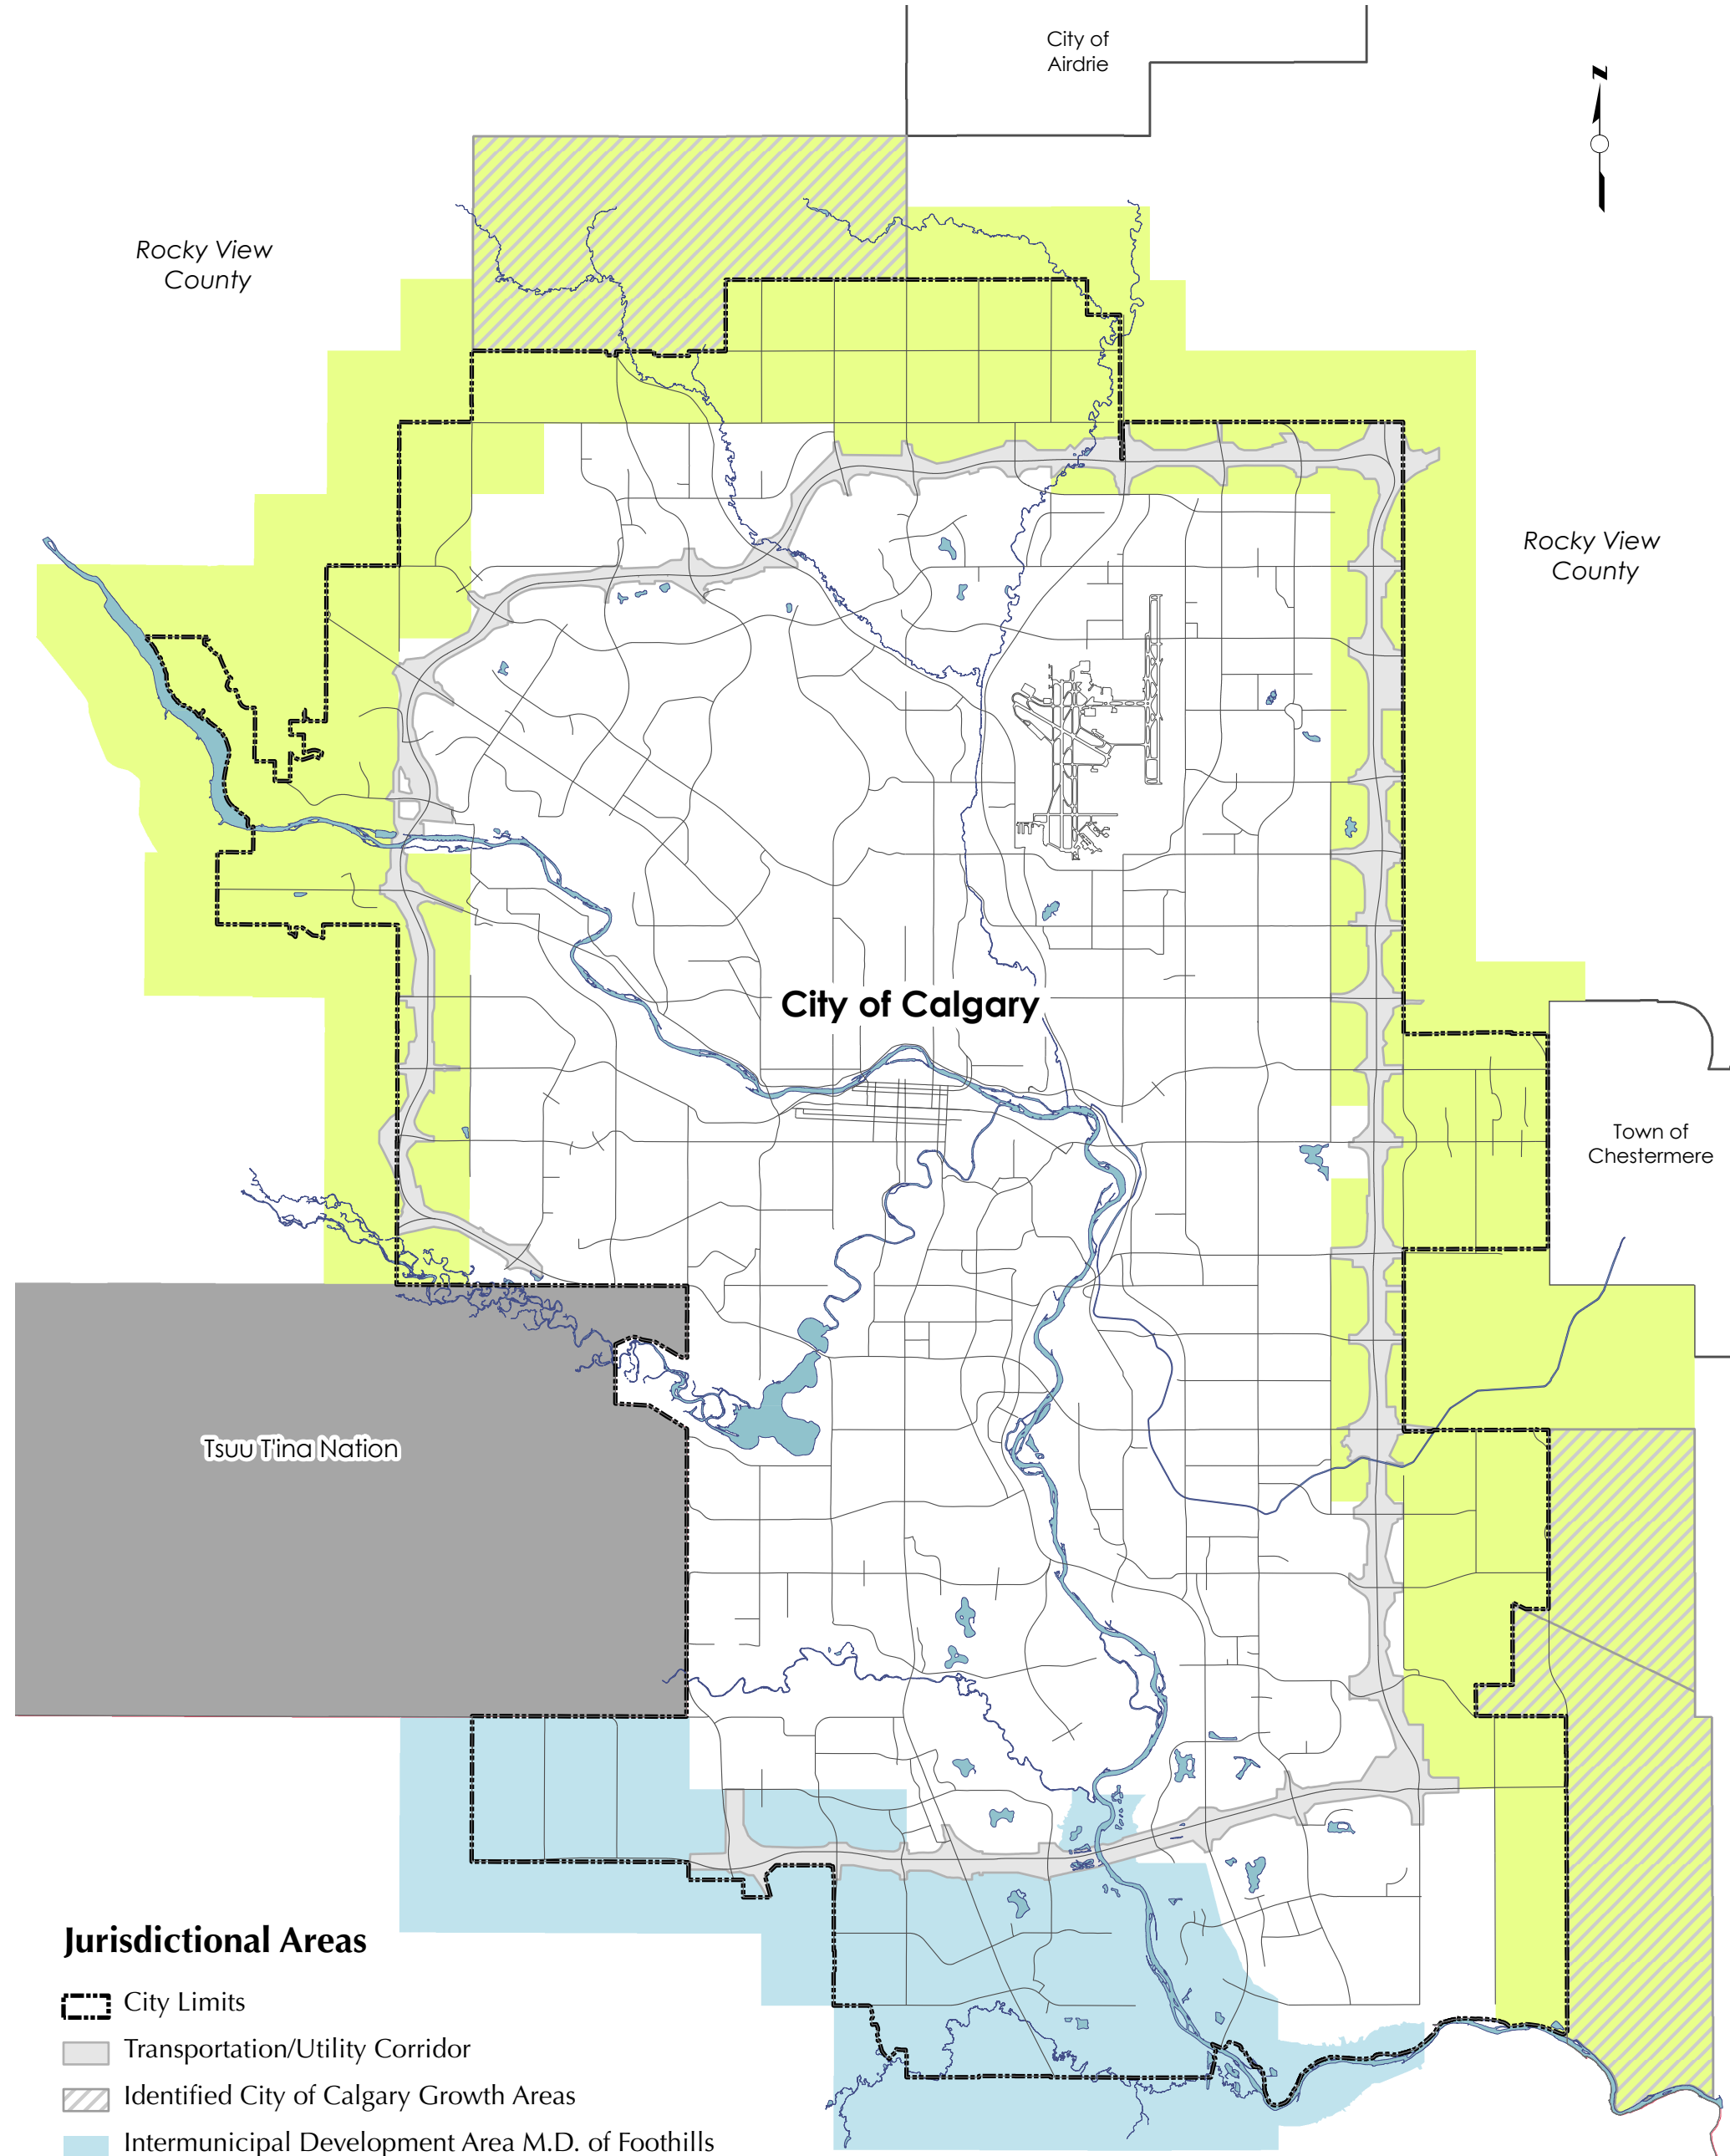 City of
Airdrie
N
Rocky View
County
Rocky View
County
City of Calgary
Town of
Chestermere
Tsuu T'ina Nation
Jurisdictional Areas
City Limits
Transportation/Utility Corridor
Identified City of Calgary Growth Areas
Intermunicipal Development Area M.D. of Foothills